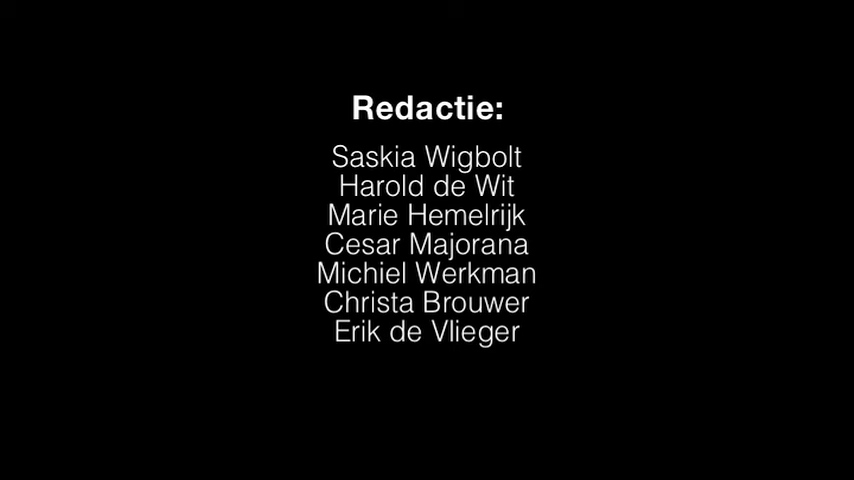 Redactie:
Saskia Wigbolt
Harold de Wit
Marie Hemelrijk
Cesar Majorana
Michiel Werkman
Christa Brouwer
Erik de Vlieger